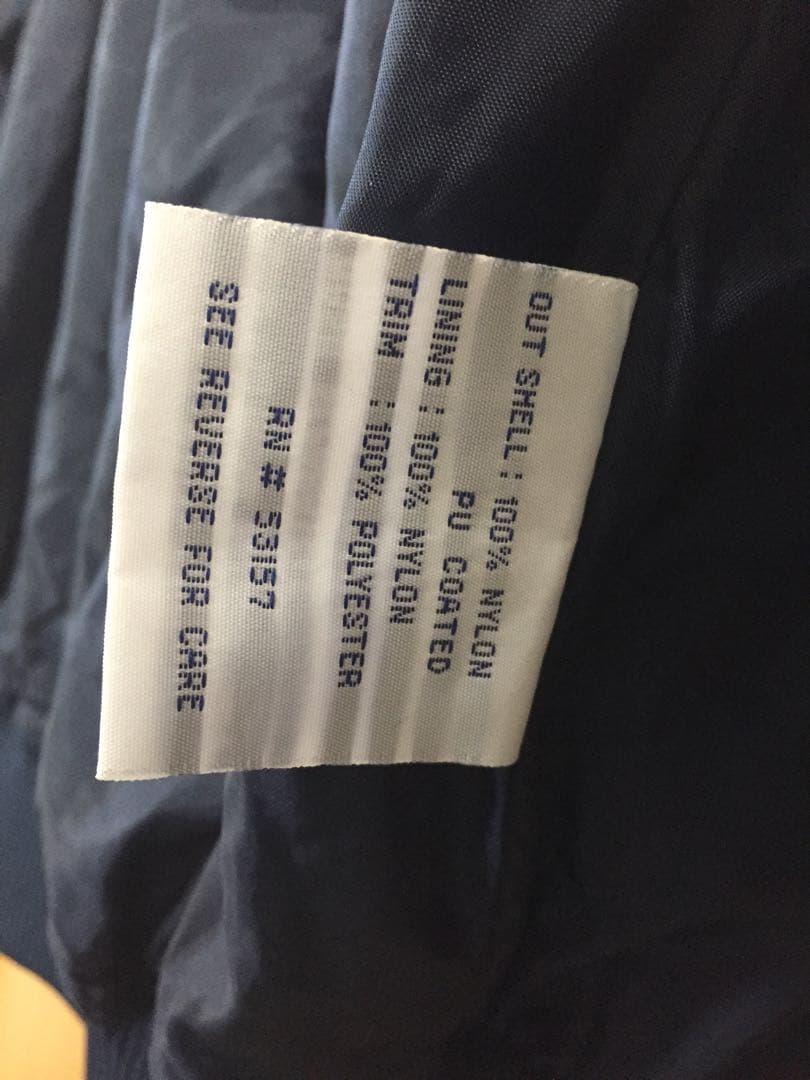 OUT SHELL : 100% NYLON
PU COATED
LINING : 100% NYLON
TRIM : 100% POLYESTER
RN # 53157
SEE REVERSE FOR CARE